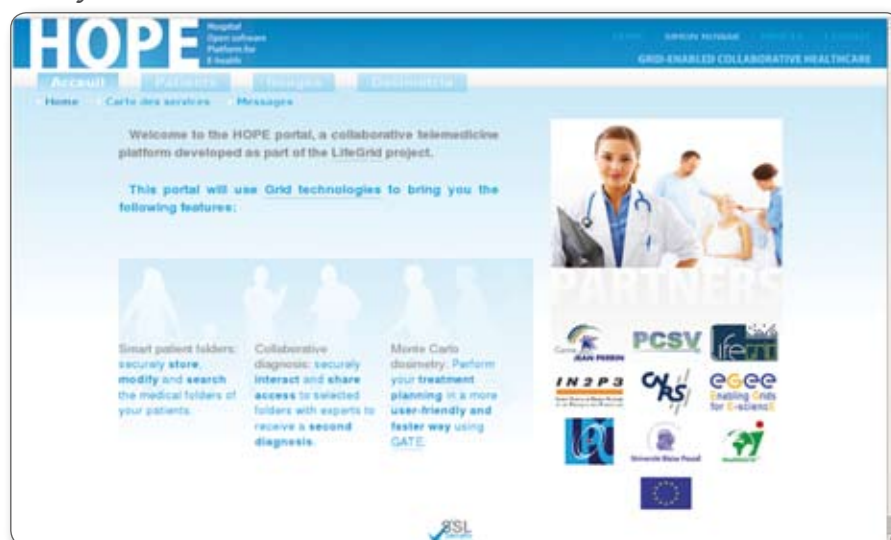 HOPE
Hospital
Open software
Platform for
E-health
GRID-ENABLED COLLABORATIVE HEALTHCARE
Acceuil Patients Images Dosimetrie
Home Carte des services Messages
Welcome to the HOPE portal, a collaborative telemedicine
platform developed as part of the LifeGrid project.
This portal will use Grid technologies to bring you the
following features:
Smart patient folders:
securely store,
modify and search
the medical folders of
your patients.
Collaborative
diagnosis: securely
interact and share
access to selected
folders with experts to
receive a second
diagnosis.
Monte Carlo
dosimetry. Perform
your treatment
planning in a more
user-friendly and
faster way using
GATE.
PARTNERS
Centre
JEAN PERRIN
PCSV
IN2P3
CNRS
egee
Enabling Grids
for E-sciencE
Université Blaise Pascal
SSL